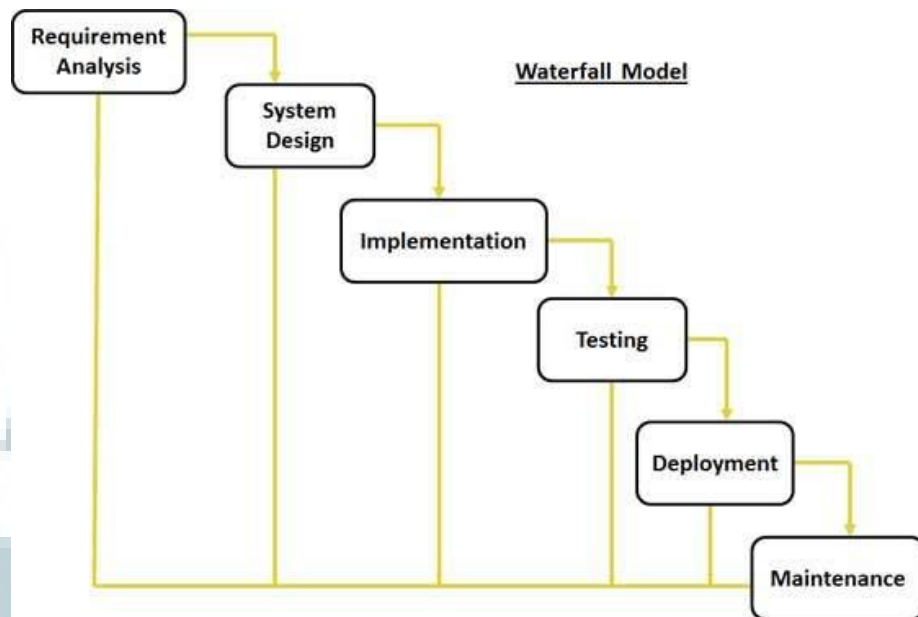 Requirement
Analysis
Waterfall Model
System
Design
Implementation
Testing
Deployment
Maintenance